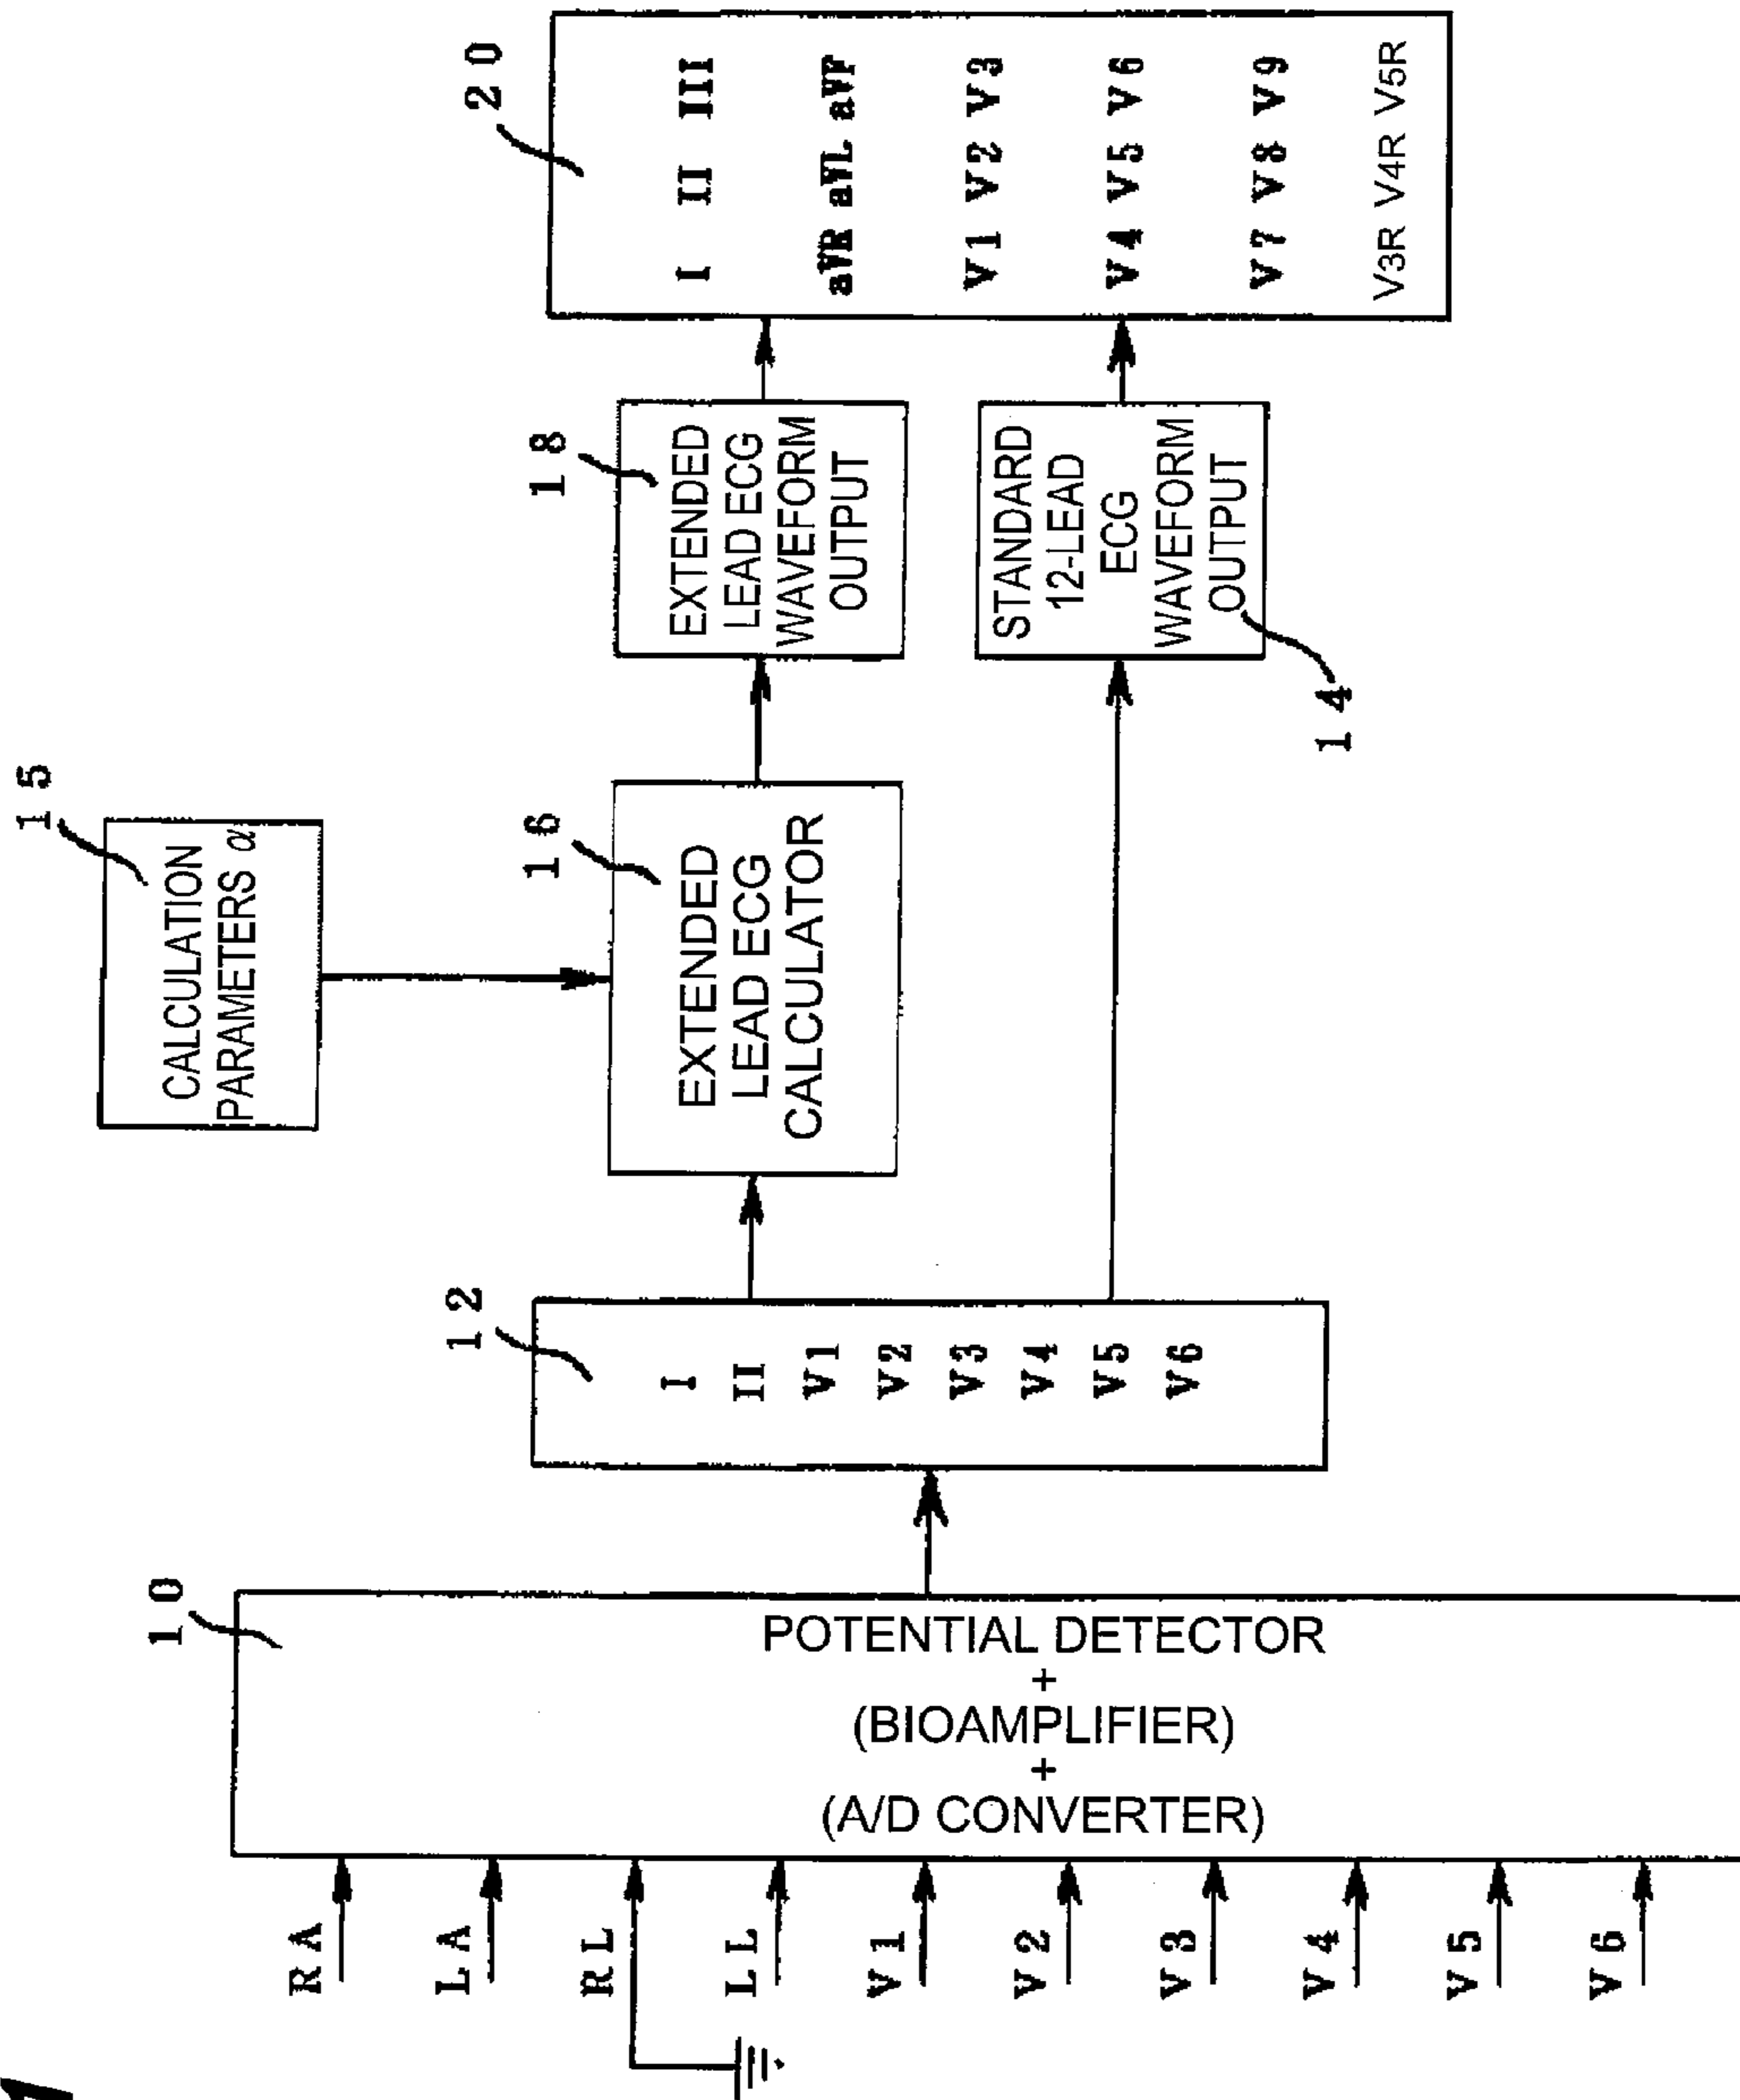 RA
LA
RL
LL
V1
V2
V3
V4
V5
V6
10
POTENTIAL DETECTOR
+
(BIOAMPLIFIER)
+
(A/D CONVERTER)
12
I
II
V1
V2
V3
V4
V5
V6
15
CALCULATION
PARAMETERS α
16
EXTENDED
LEAD ECG
CALCULATOR
18
EXTENDED
LEAD ECG
WAVEFORM
OUTPUT
STANDARD
12-LEAD
ECG
WAVEFORM
OUTPUT
14
20
I II III
aVR aVL aVF
V1 V2 V3
V4 V5 V6
V7 V8 V9
V3R V4R V5R